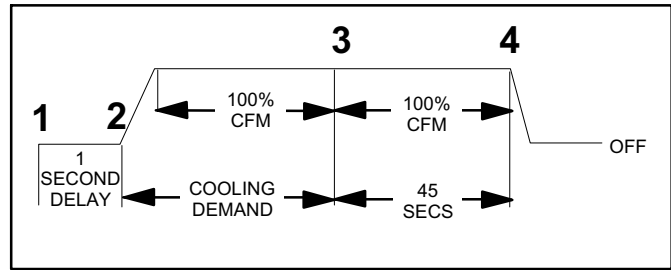 1
2
3
4
100%
CFM
100%
CFM
OFF
1
SECOND
DELAY
COOLING
DEMAND
45
SECS